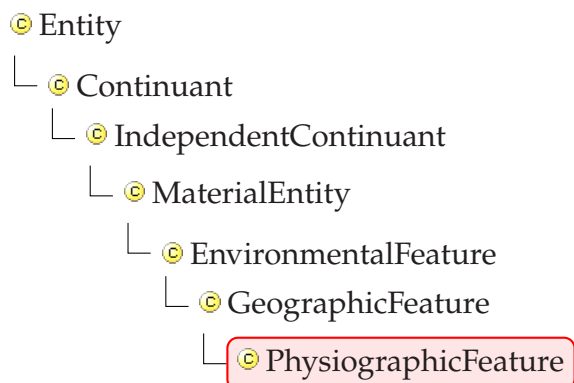 © Entity
© Continuant
© IndependentContinuant
© MaterialEntity
© EnvironmentalFeature
© GeographicFeature
© PhysiographicFeature